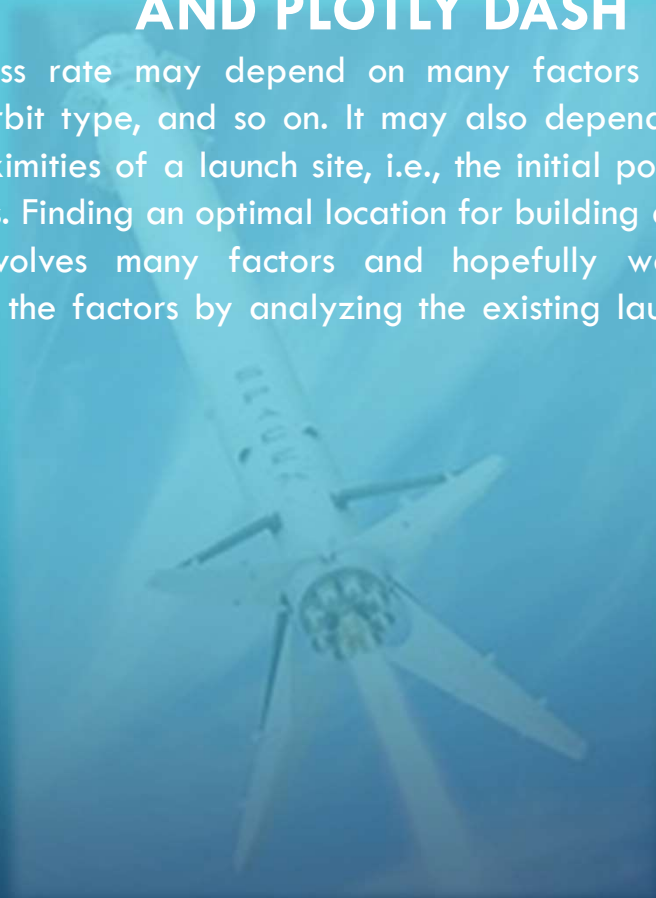 AND PLOTLY DASH
ss rate may depend on many factors
rbit type, and so on. It may also depend
ximities of a launch site, i.e., the initial po
s. Finding an optimal location for building a
volves many factors and hopefully we
the factors by analyzing the existing lau
SPACEX